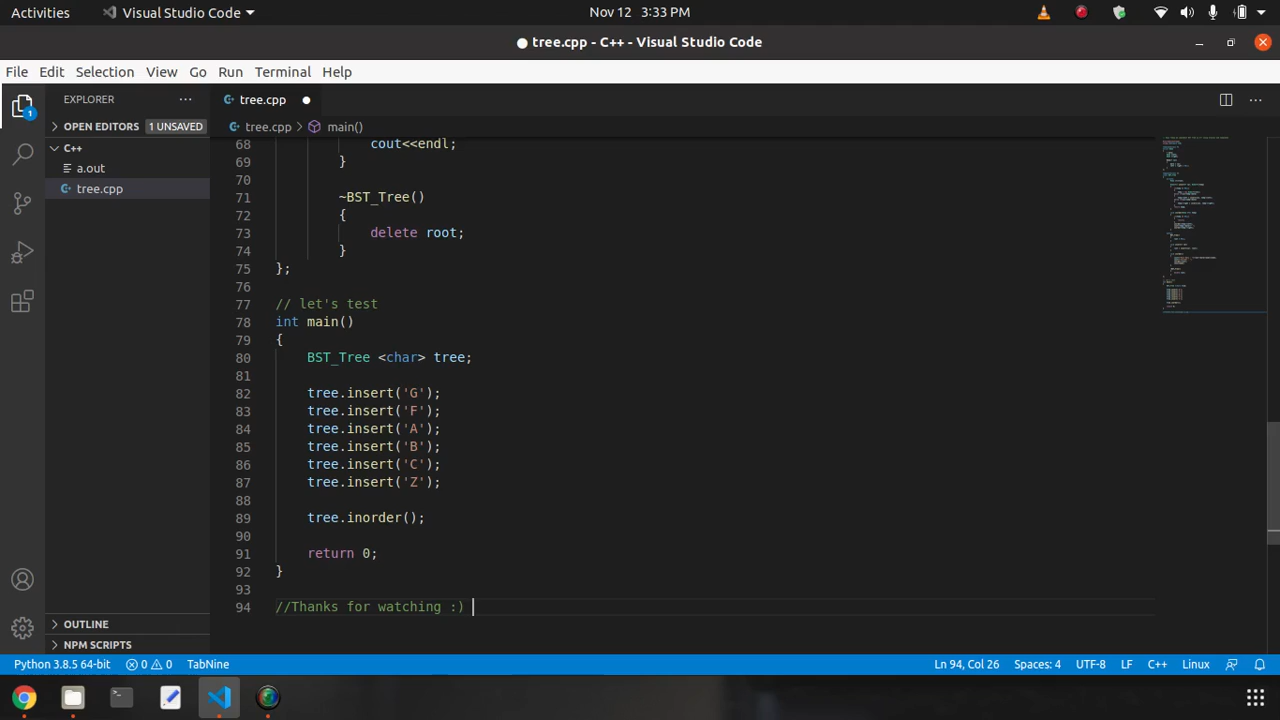 Activities
Visual Studio Code
Nov 12 3:33 PM
tree.cpp - C++ - Visual Studio Code
File Edit Selection View Go Run Terminal Help
EXPLORER
OPEN EDITORS 1 UNSAVED
C++
a.out
tree.cpp
1
OUTLINE
NPM SCRIPTS
tree.cpp
tree.cpp > main()
68 cout<<endl;
69 }
70
71 ~BST_Tree()
72 {
73 delete root;
74 }
75 };
76
77 // let's test
78 int main()
79 {
80 BST_Tree <char> tree;
81
82 tree.insert('G');
83 tree.insert('F');
84 tree.insert('A');
85 tree.insert('B');
86 tree.insert('C');
87 tree.insert('Z');
88
89 tree.inorder();
90
91 return 0;
92 }
93
94 //Thanks for watching :)
Python 3.8.5 64-bit 0 0 TabNine Ln 94, Col 26 Spaces: 4 UTF-8 LF C++ Linux